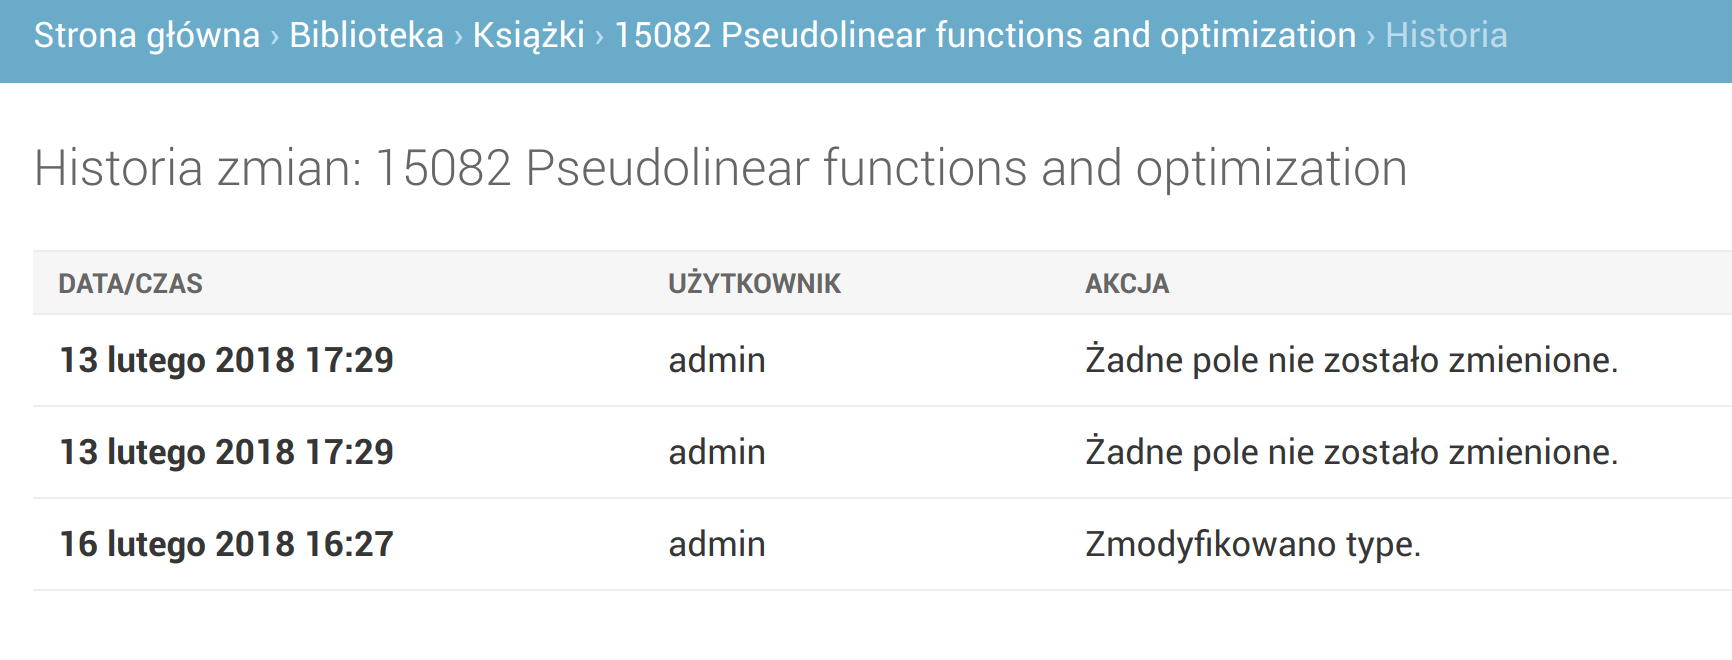 Strona główna › Biblioteka › Książki › 15082 Pseudolinear functions and optimization › Historia
Historia zmian: 15082 Pseudolinear functions and optimization
DATA/CZAS UŻYTKOWNIK AKCJA
13 lutego 2018 17:29 admin Żadne pole nie zostało zmienione.
13 lutego 2018 17:29 admin Żadne pole nie zostało zmienione.
16 lutego 2018 16:27 admin Zmodyfikowano type.